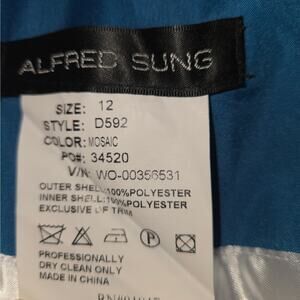 ALFRED SUNG
SIZE: 12
STYLE: D592
COLOR: MOSAIC
PO#: 34520
V/N: WO-00356531
OUTER SHELL:100%POLYESTER
INNER SHELL:100%POLYESTER
EXCLUSIVE OF TRIM
P
PROFESSIONALLY
DRY CLEAN ONLY
MADE IN CHINA